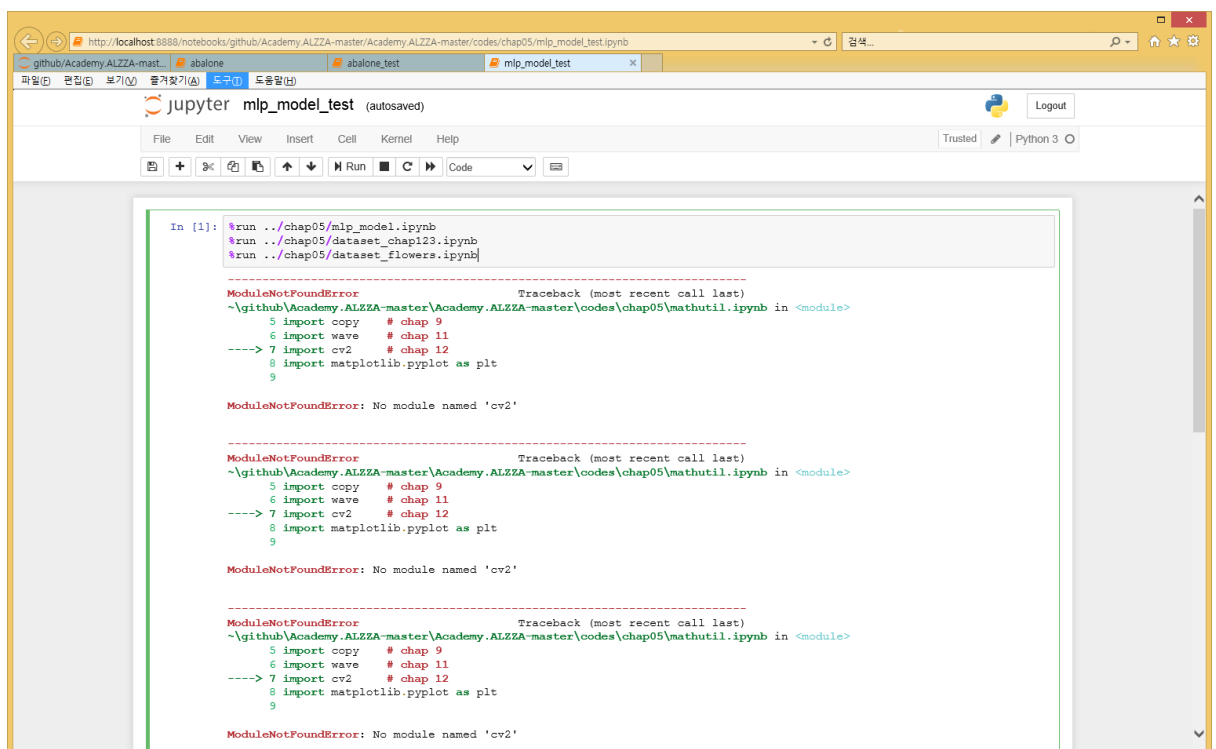 http://localhost:8888/notebooks/github/Academy.ALZZA-master/Academy.ALZZA-master/codes/chap05/mlp_model_test.ipynb
검색...
github/Academy.ALZZA-mast...
abalone
abalone_test
mlp_model_test
파일(F) 편집(E) 보기(V) 즐겨찾기(A) 도구(T) 도움말(H)
jupyter mlp_model_test (autosaved)
Logout
File Edit View Insert Cell Kernel Help
Trusted Python 3
Run Code
In [1]: %run ../chap05/mlp_model.ipynb
%run ../chap05/dataset_chap123.ipynb
%run ../chap05/dataset_flowers.ipynb
---------------------------------------------------------------------------
ModuleNotFoundError Traceback (most recent call last)
~\github\Academy.ALZZA-master\Academy.ALZZA-master\codes\chap05\mathutil.ipynb in <module>
5 import copy # chap 9
6 import wave # chap 11
----> 7 import cv2 # chap 12
8 import matplotlib.pyplot as plt
9
ModuleNotFoundError: No module named 'cv2'
---------------------------------------------------------------------------
ModuleNotFoundError Traceback (most recent call last)
~\github\Academy.ALZZA-master\Academy.ALZZA-master\codes\chap05\mathutil.ipynb in <module>
5 import copy # chap 9
6 import wave # chap 11
----> 7 import cv2 # chap 12
8 import matplotlib.pyplot as plt
9
ModuleNotFoundError: No module named 'cv2'
---------------------------------------------------------------------------
ModuleNotFoundError Traceback (most recent call last)
~\github\Academy.ALZZA-master\Academy.ALZZA-master\codes\chap05\mathutil.ipynb in <module>
5 import copy # chap 9
6 import wave # chap 11
----> 7 import cv2 # chap 12
8 import matplotlib.pyplot as plt
9
ModuleNotFoundError: No module named 'cv2'